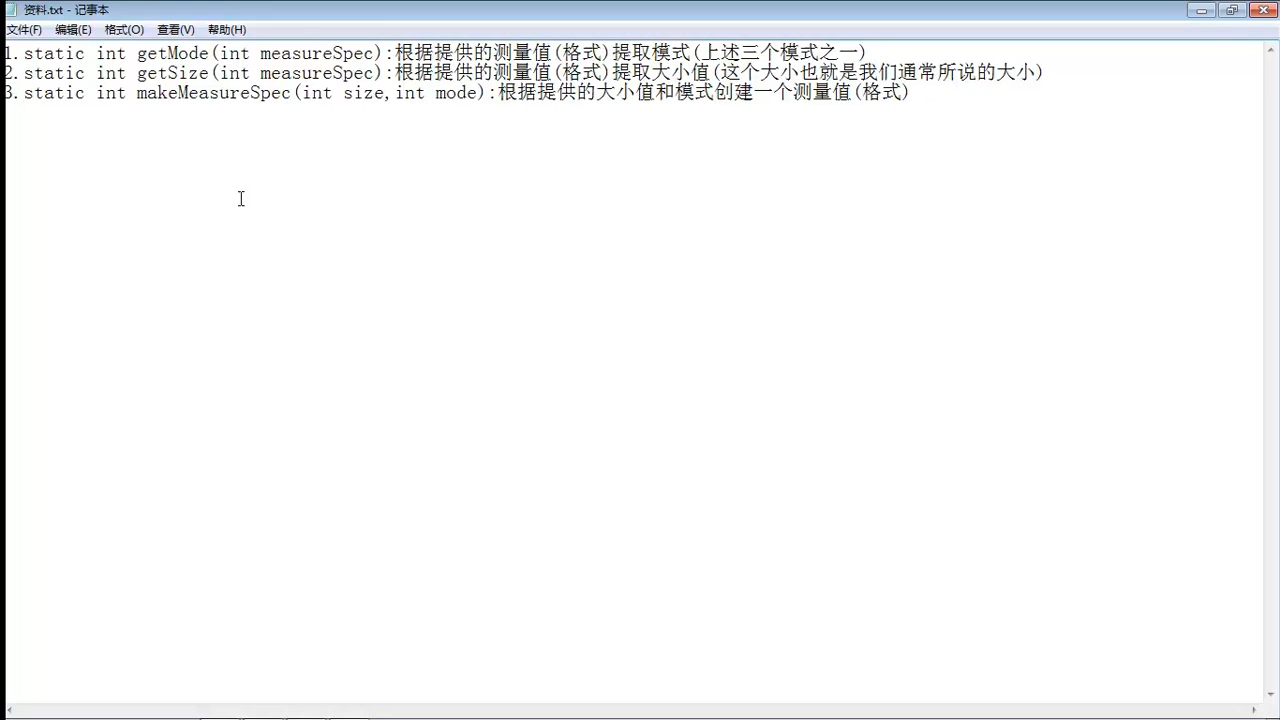 资料.txt - 记事本
文件(F) 编辑(E) 格式(O) 查看(V) 帮助(H)
1.static int getMode(int measureSpec):根据提供的测量值(格式)提取模式(上述三个模式之一)
2.static int getSize(int measureSpec):根据提供的测量值(格式)提取大小值(这个大小也就是我们通常所说的大小)
3.static int makeMeasureSpec(int size,int mode):根据提供的大小值和模式创建一个测量值(格式)